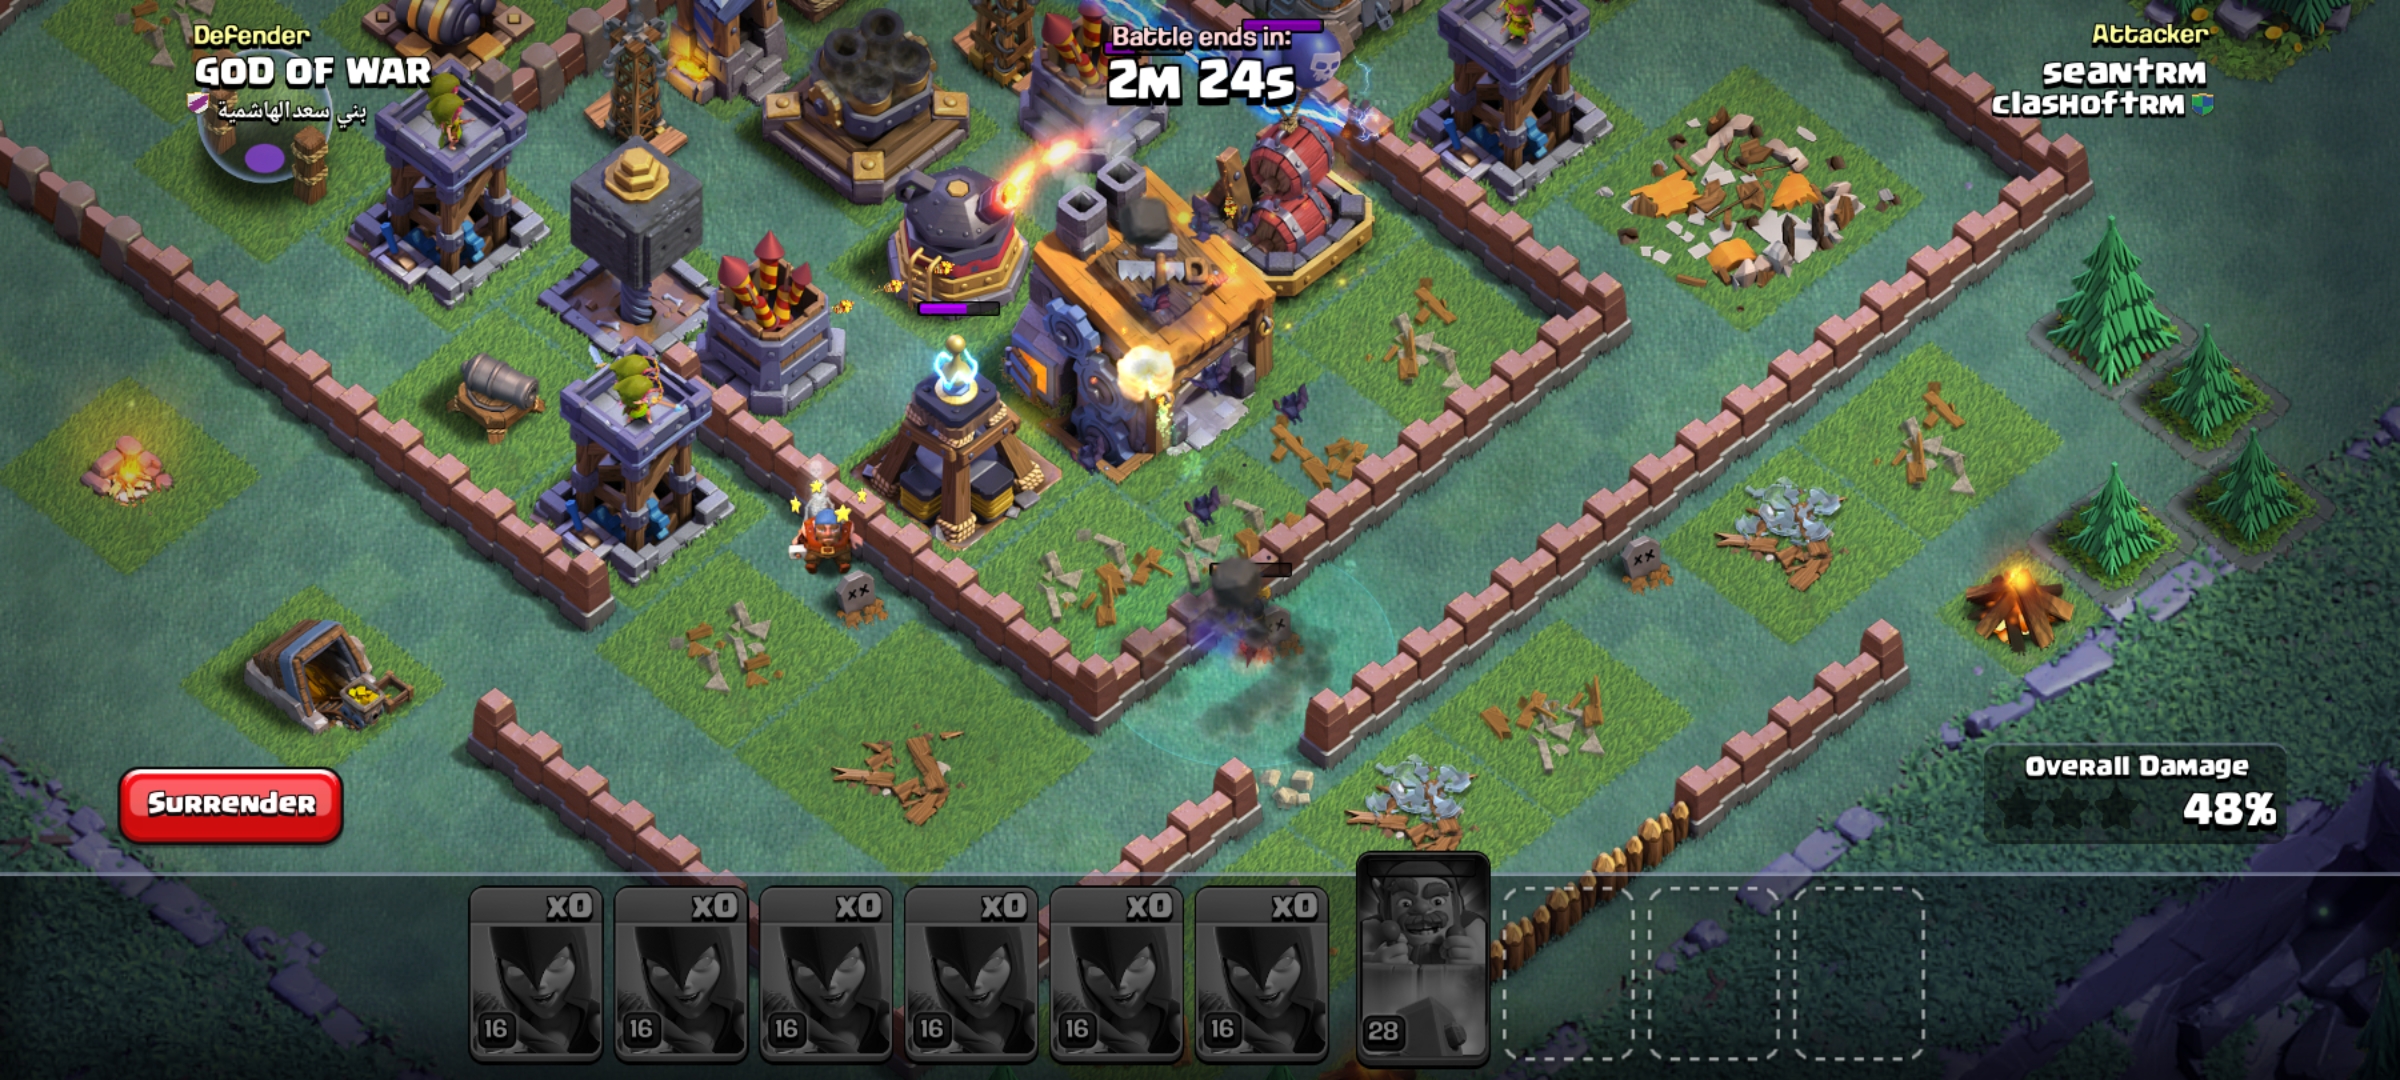 Defender
GOD OF WAR
بني سعد الهاشمية
Battle ends in:
2M 24s
Attacker
seantRM
clashoftRM
Surrender
Overall Damage
48%
x0
x0
x0
x0
x0
x0
16
16
16
16
16
16
28